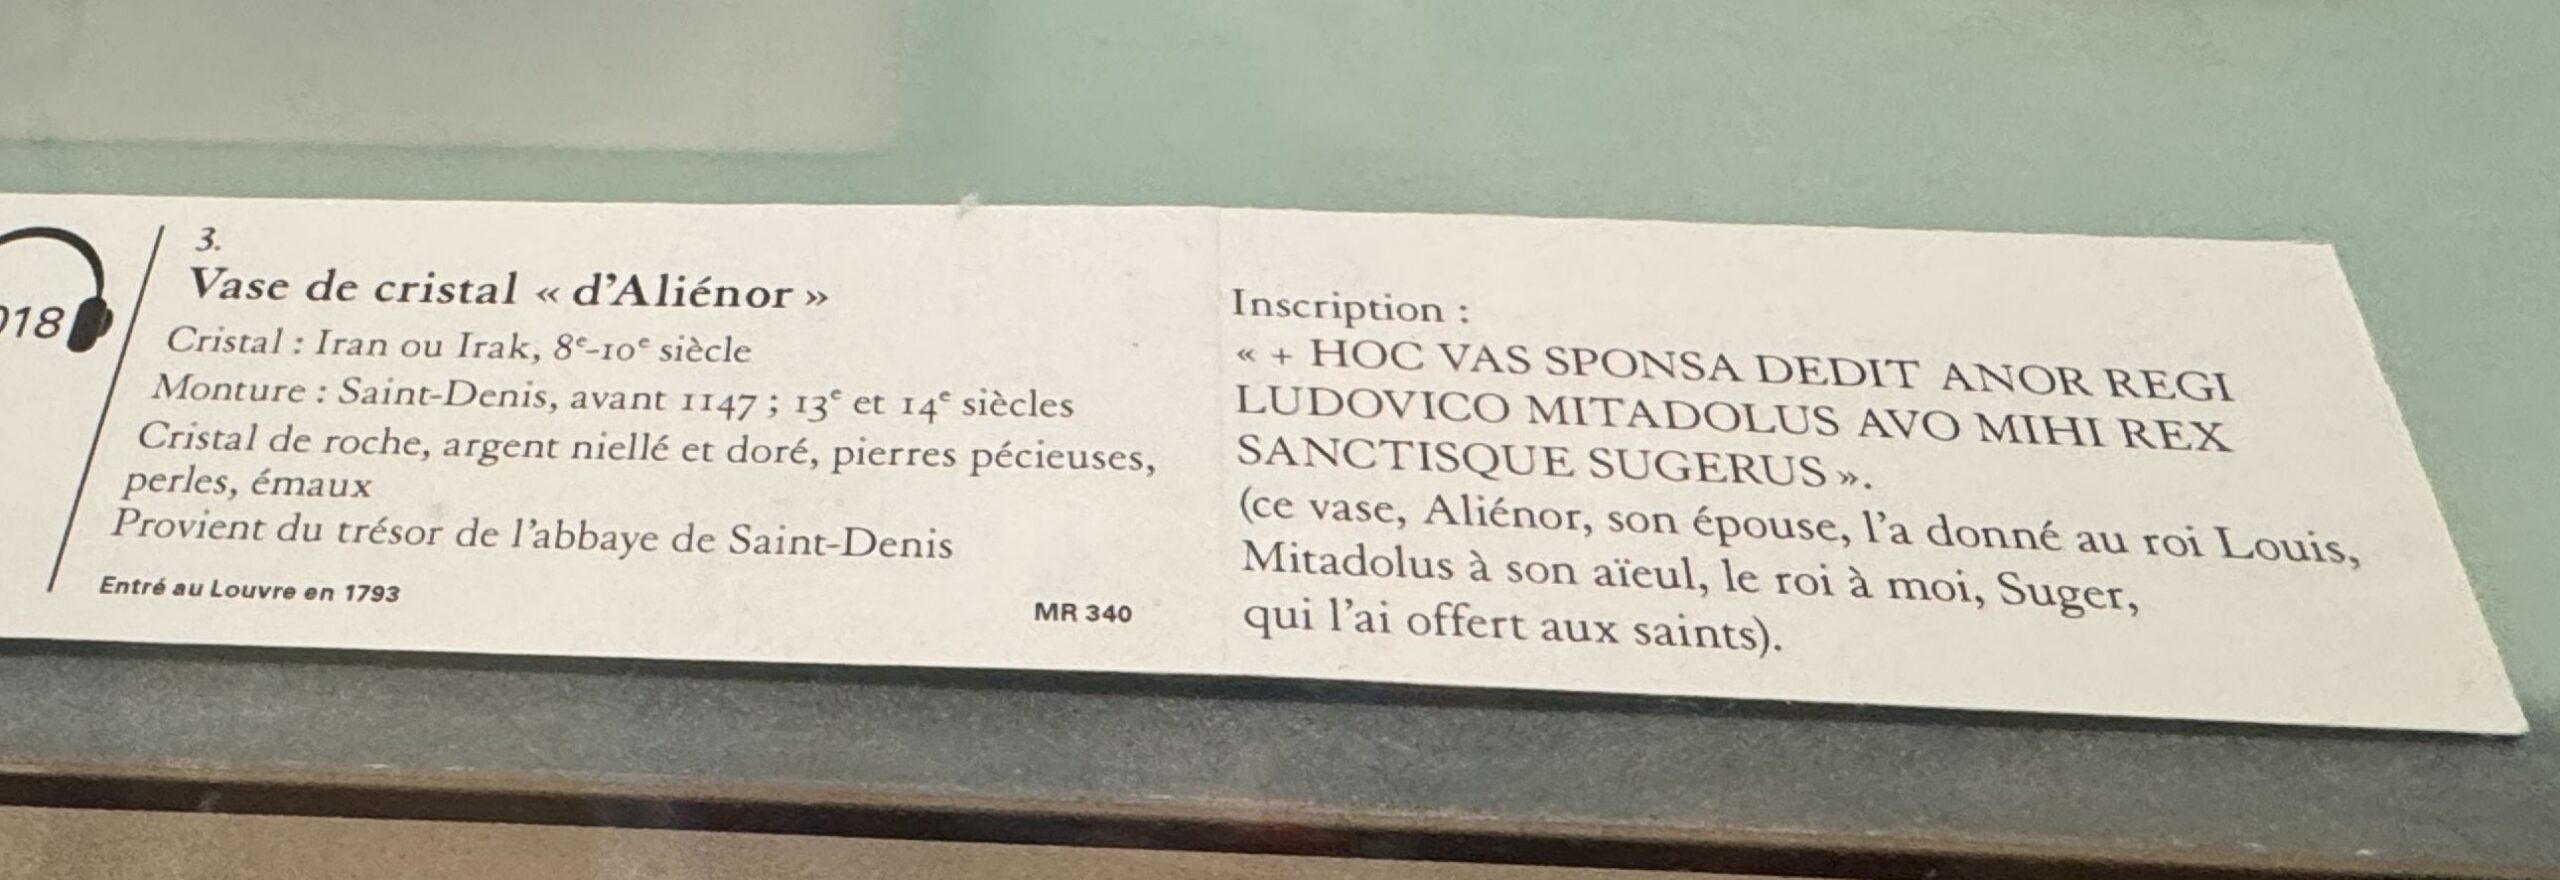 018
3.
Vase de cristal « d'Aliénor »
Cristal : Iran ou Irak, 8e-10e siècle
Monture : Saint-Denis, avant 1147 ; 13e et 14e siècles
Cristal de roche, argent niellé et doré, pierres pécieuses,
perles, émaux
Provient du trésor de l'abbaye de Saint-Denis
Entré au Louvre en 1793
MR 340
Inscription :
« + HOC VAS SPONSA DEDIT ANOR REGI
LUDOVICO MITADOLUS AVO MIHI REX
SANCTISQUE SUGERUS ».
(ce vase, Aliénor, son épouse, l'a donné au roi Louis,
Mitadolus à son aïeul, le roi à moi, Suger,
qui l'ai offert aux saints).